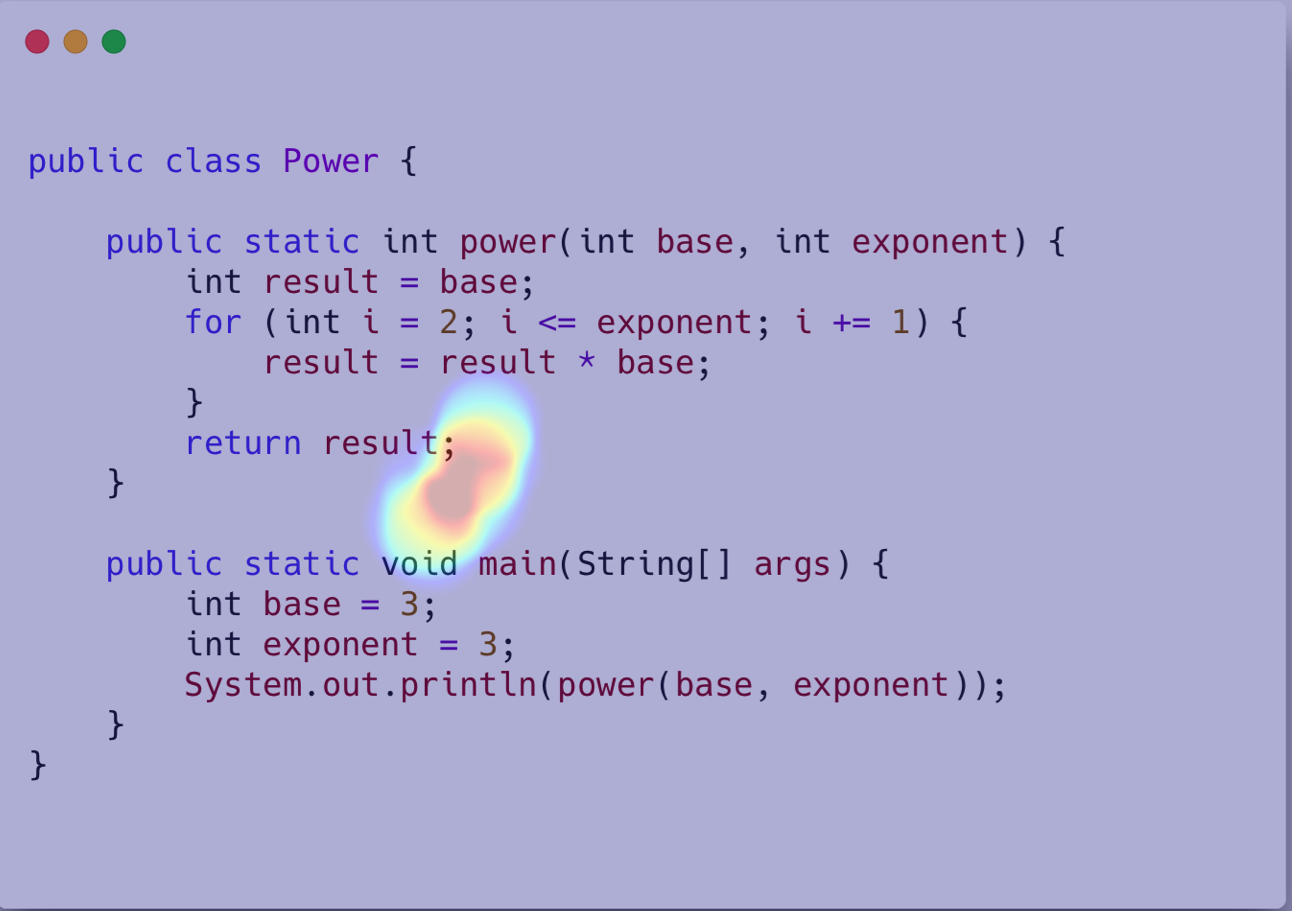 public class Power {
    public static int power(int base, int exponent) {
        int result = base;
        for (int i = 2; i <= exponent; i += 1) {
            result = result * base;
        }
        return result;
    }
    public static void main(String[] args) {
        int base = 3;
        int exponent = 3;
        System.out.println(power(base, exponent));
    }
}